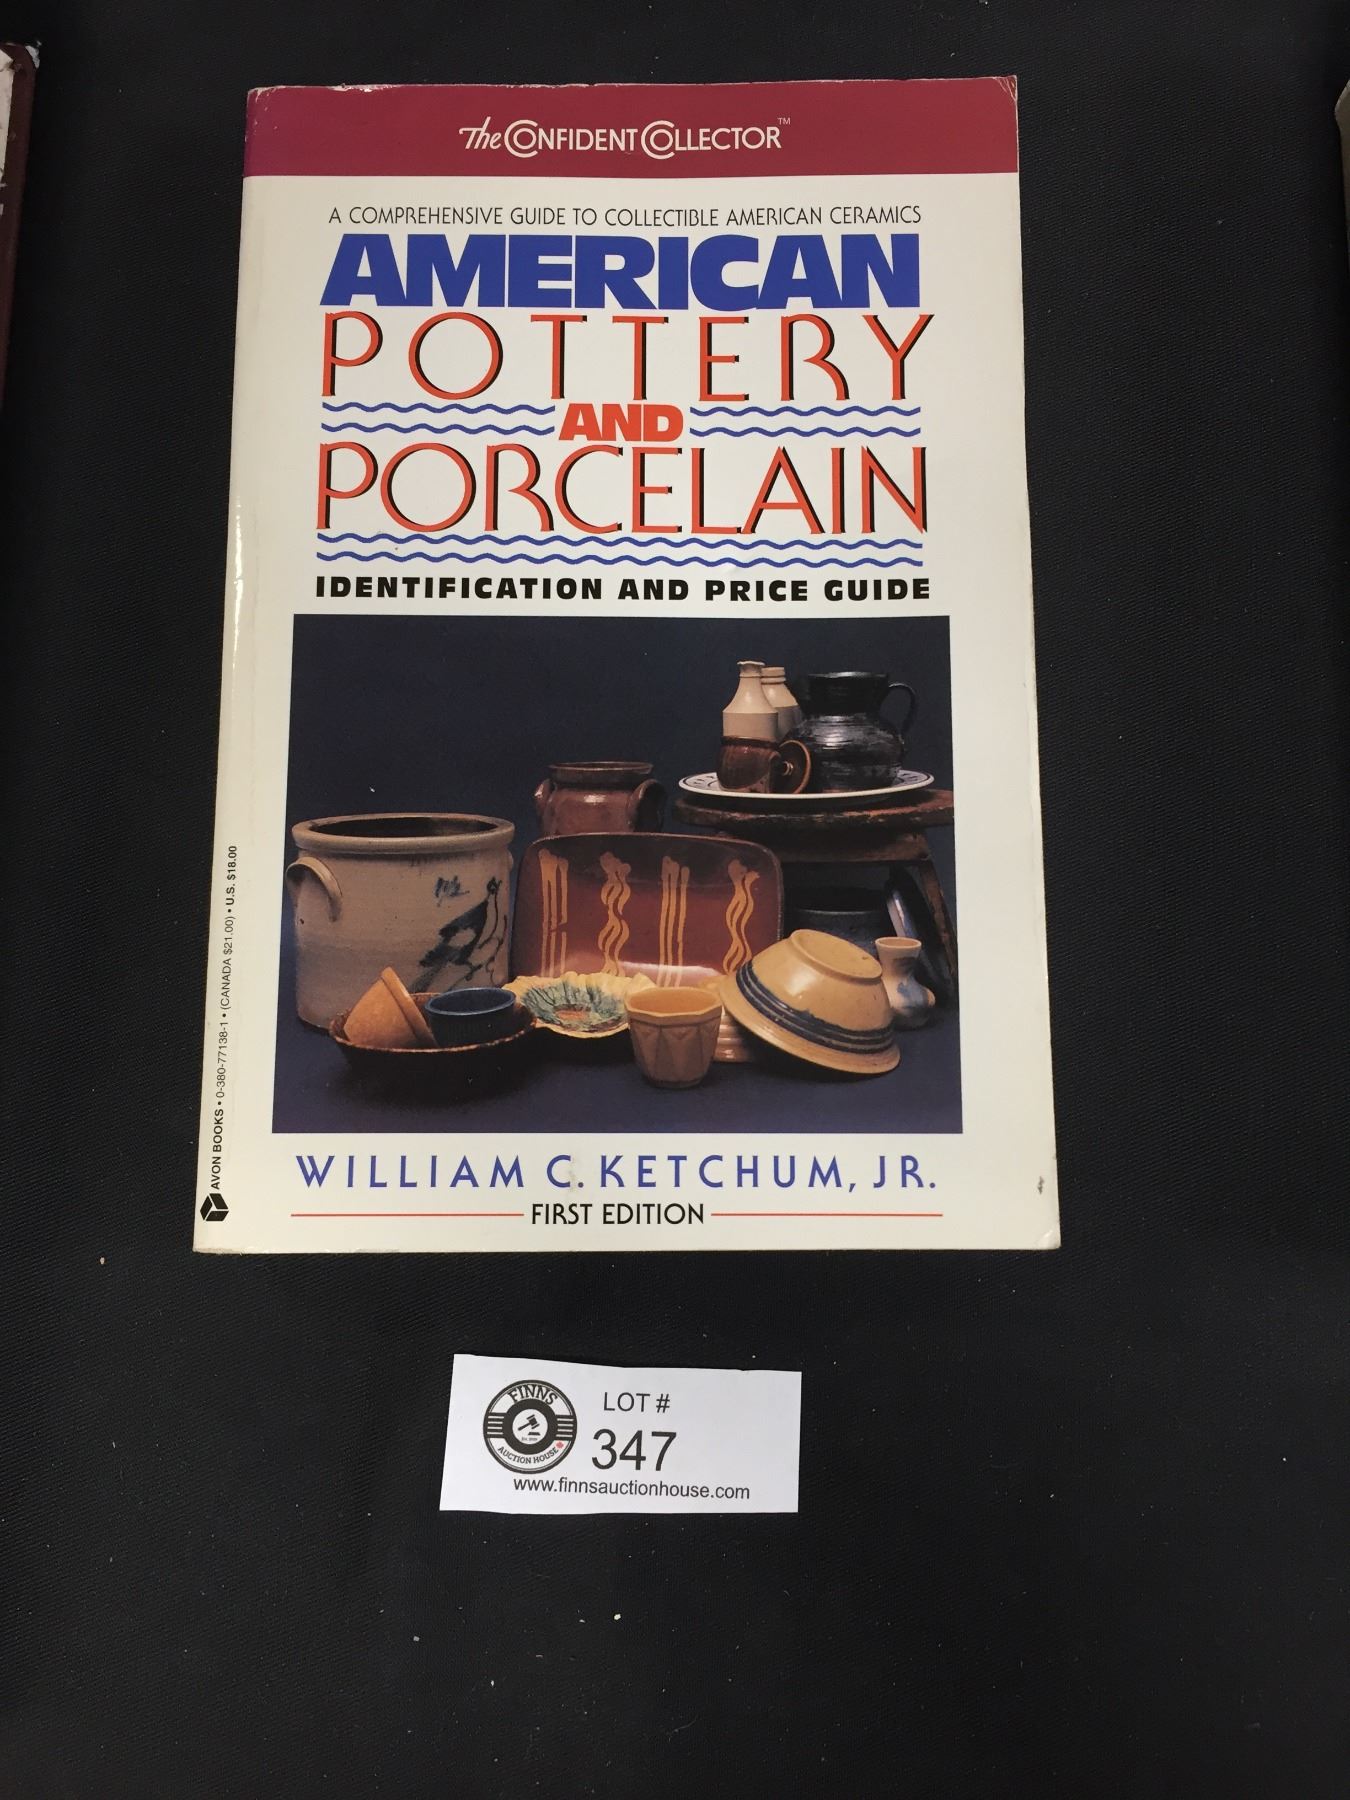 The CONFIDENT COLLECTOR™
A COMPREHENSIVE GUIDE TO COLLECTIBLE AMERICAN CERAMICS
AMERICAN
POTTERY
AND
PORCELAIN
IDENTIFICATION AND PRICE GUIDE
AVON BOOKS • 0-380-77138-1 • (CANADA $21.00) • U.S. $18.00
WILLIAM C. KETCHUM, JR.
FIRST EDITION
FINNS
AUCTION HOUSE
LOT #
347
www.finnsauctionhouse.com